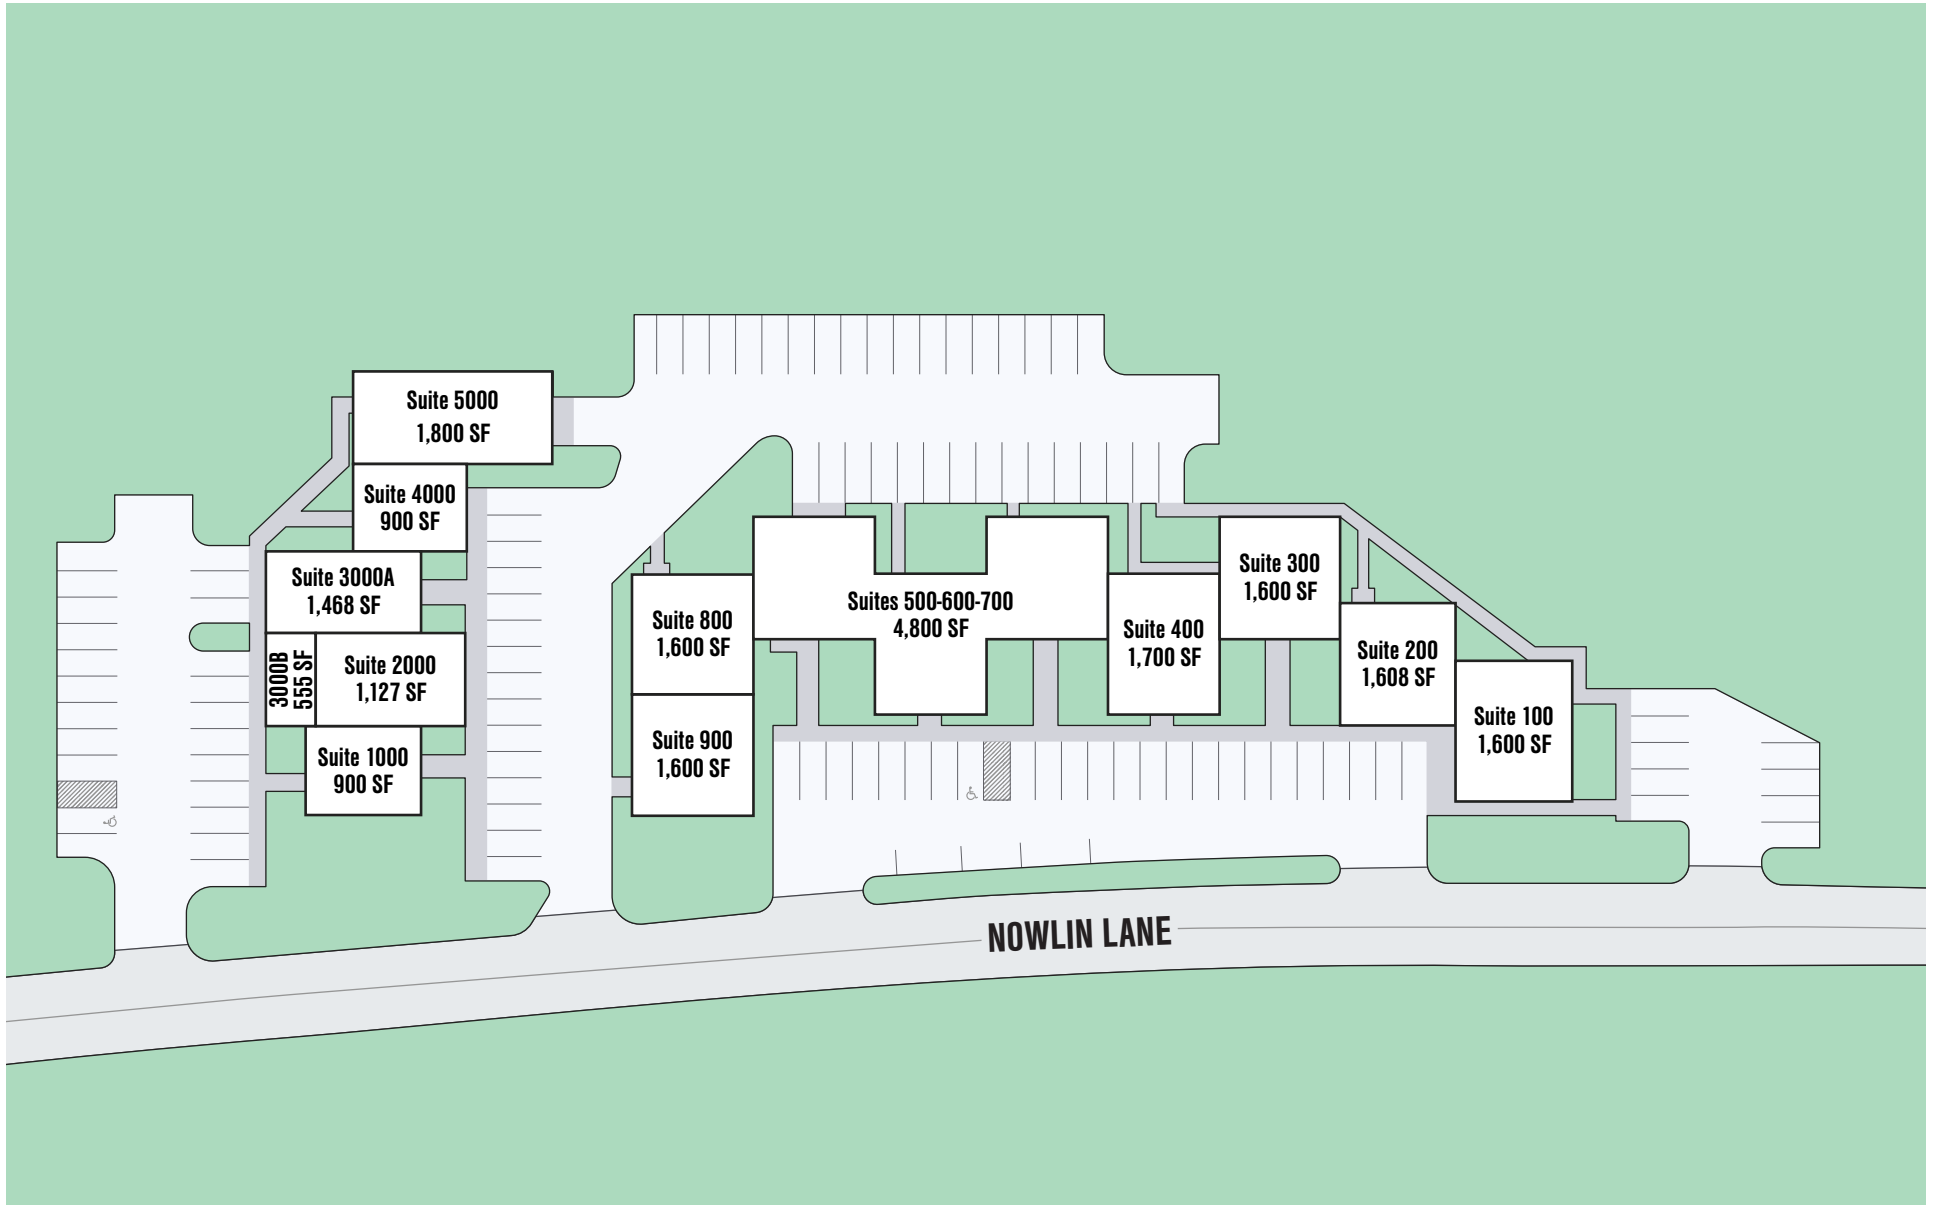 Suite 5000
1,800 SF
Suite 4000
900 SF
Suite 3000A
1,468 SF
3000B
555 SF
Suite 2000
1,127 SF
Suite 1000
900 SF
Suite 800
1,600 SF
Suite 900
1,600 SF
Suites 500-600-700
4,800 SF
Suite 400
1,700 SF
Suite 300
1,600 SF
Suite 200
1,608 SF
Suite 100
1,600 SF
NOWLIN LANE